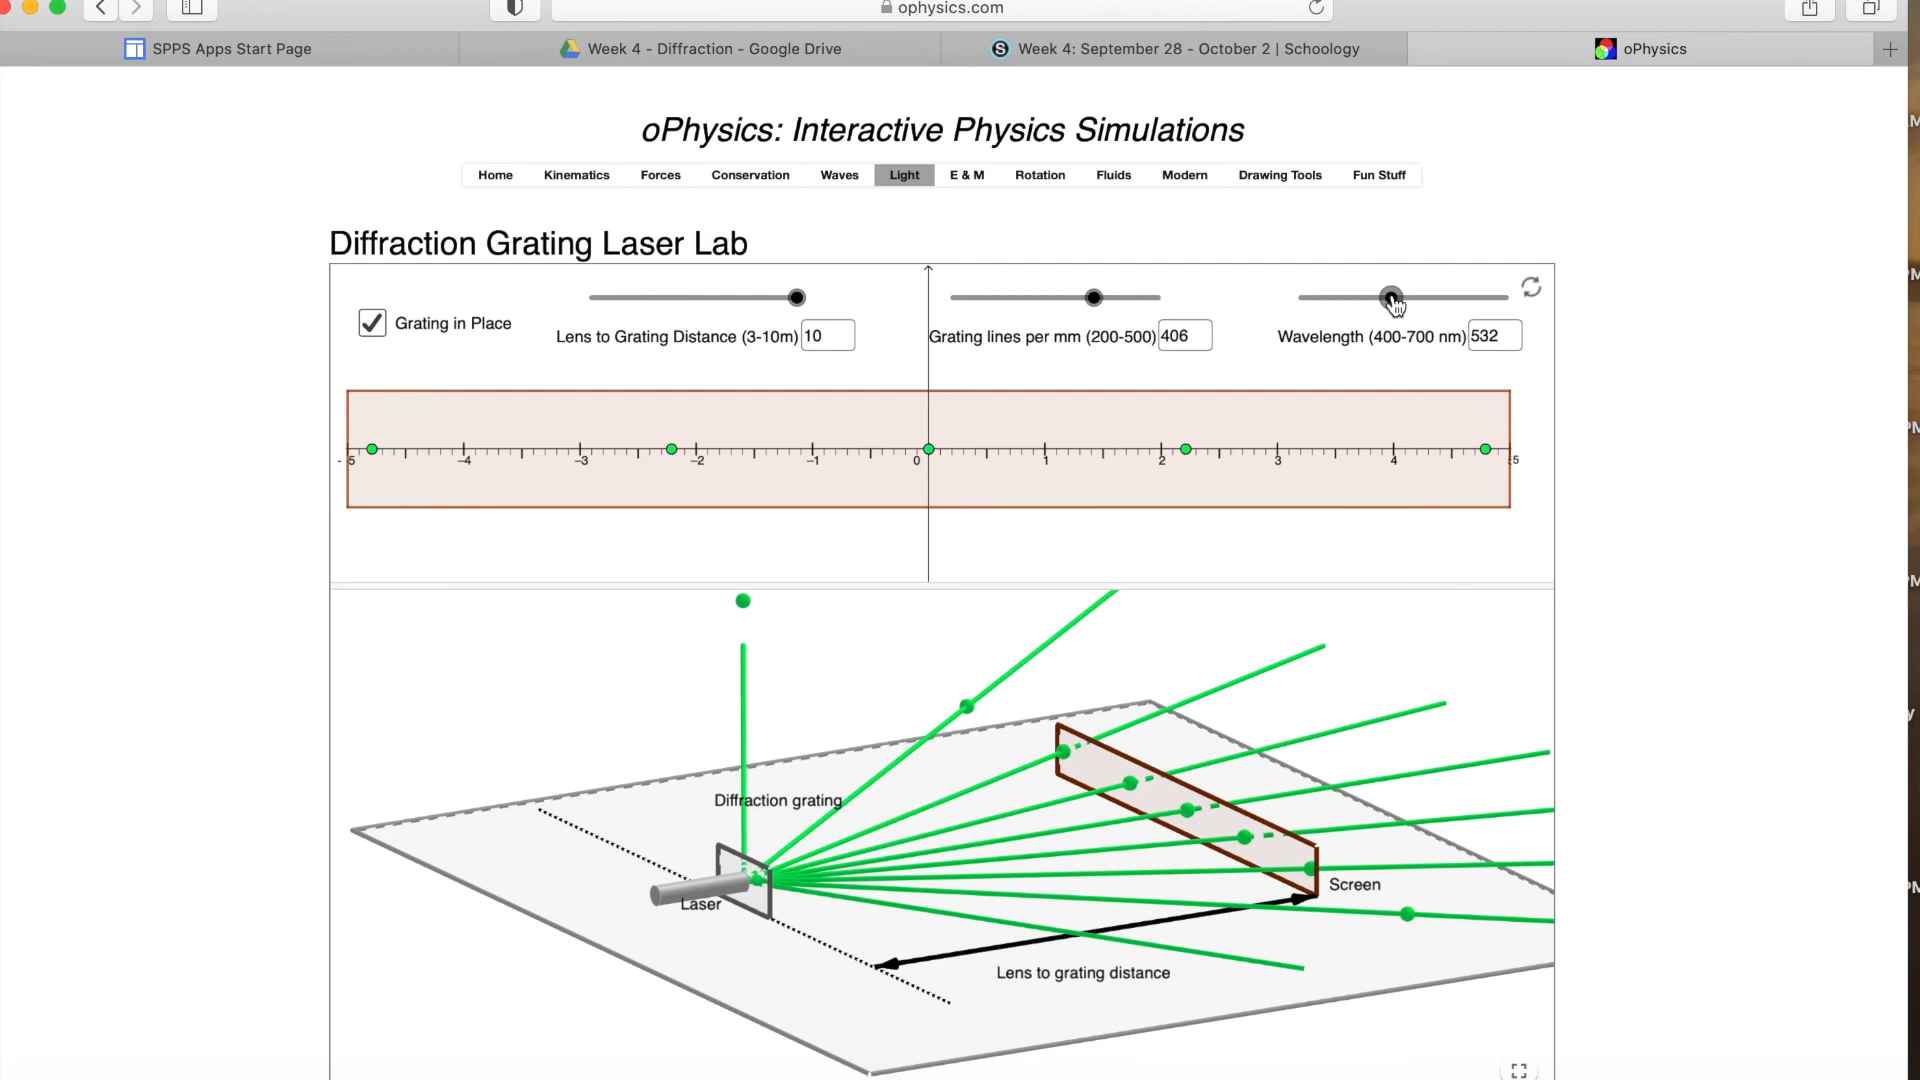 ophysics.com
SPPS Apps Start Page
Week 4 - Diffraction - Google Drive
Week 4: September 28 - October 2 | Schoology
oPhysics
oPhysics: Interactive Physics Simulations
Home Kinematics Forces Conservation Waves Light E & M Rotation Fluids Modern Drawing Tools Fun Stuff
Diffraction Grating Laser Lab
Grating in Place
Lens to Grating Distance (3-10m) 10
Grating lines per mm (200-500) 406
Wavelength (400-700 nm) 532
-5 -4 -3 -2 -1 0 1 2 3 4 5
Diffraction grating
Laser
Screen
Lens to grating distance